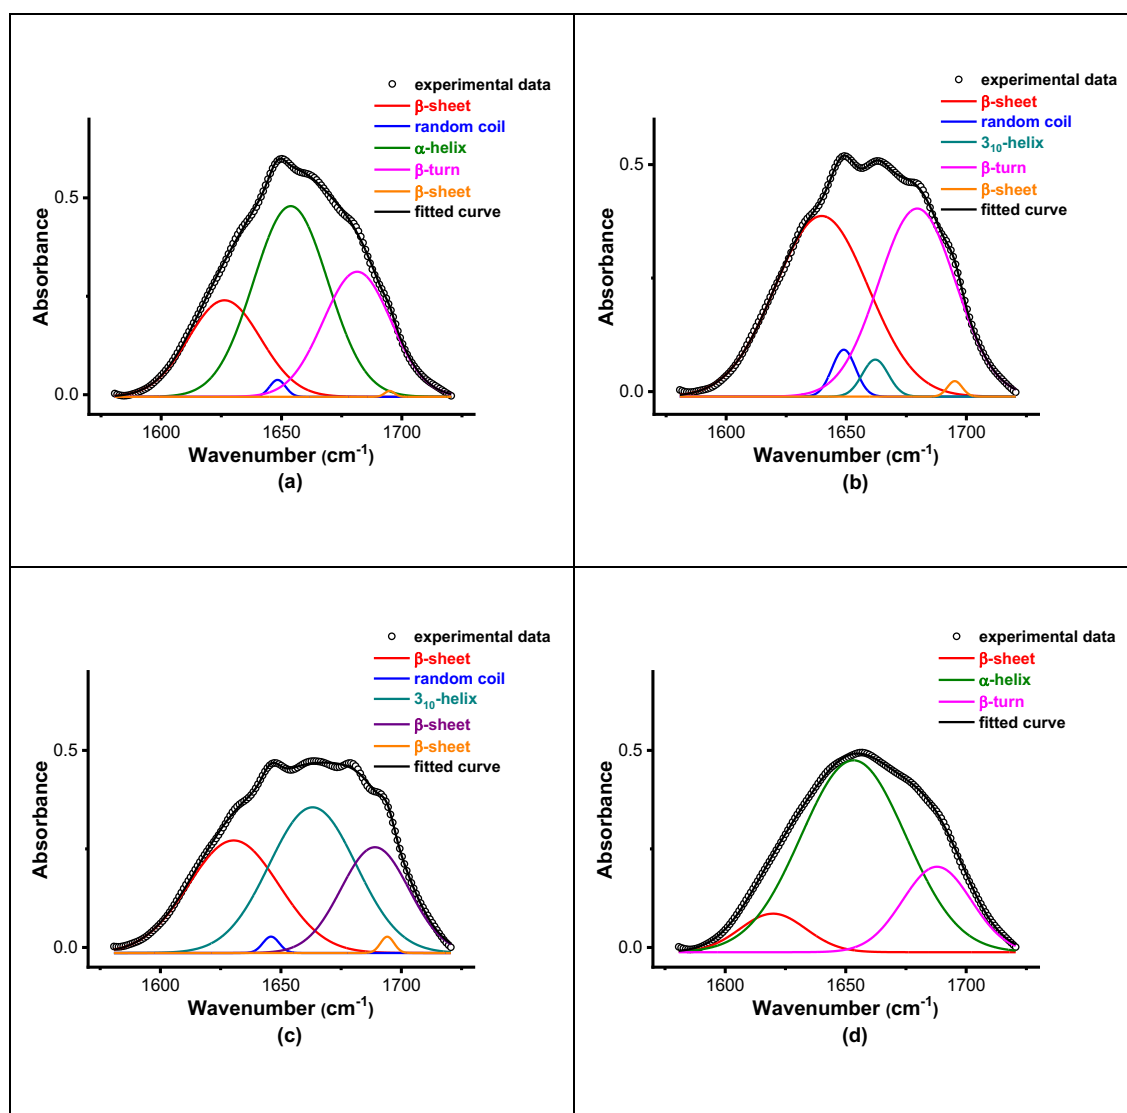 experimental data
β-sheet
random coil
α-helix
β-turn
β-sheet
fitted curve
0.5
0.0
Absorbance
1600 1650 1700
Wavenumber (cm⁻¹)
(a)
experimental data
β-sheet
random coil
3₁₀-helix
β-turn
β-sheet
fitted curve
0.5
0.0
Absorbance
1600 1650 1700
Wavenumber (cm⁻¹)
(b)
experimental data
β-sheet
random coil
3₁₀-helix
β-sheet
β-sheet
fitted curve
0.5
0.0
Absorbance
1600 1650 1700
Wavenumber (cm⁻¹)
(c)
experimental data
β-sheet
α-helix
β-turn
fitted curve
0.5
0.0
Absorbance
1600 1650 1700
Wavenumber (cm⁻¹)
(d)